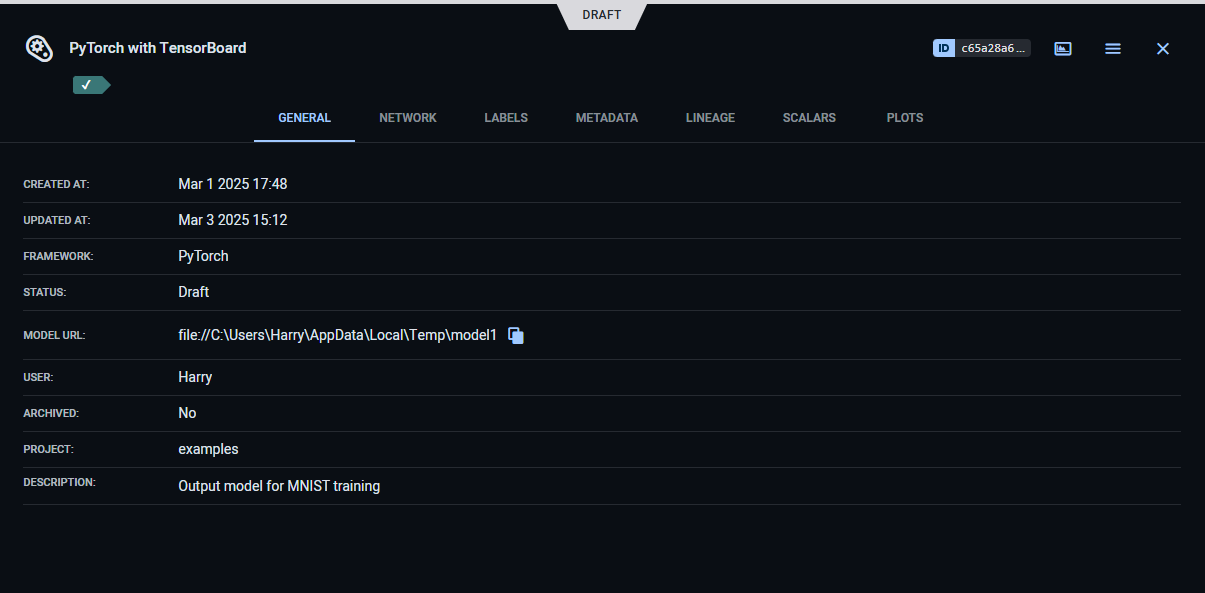 DRAFT
PyTorch with TensorBoard
ID c65a28a6...
GENERAL NETWORK LABELS METADATA LINEAGE SCALARS PLOTS
CREATED AT: Mar 1 2025 17:48
UPDATED AT: Mar 3 2025 15:12
FRAMEWORK: PyTorch
STATUS: Draft
MODEL URL: file://C:\Users\Harry\AppData\Local\Temp\model1
USER: Harry
ARCHIVED: No
PROJECT: examples
DESCRIPTION: Output model for MNIST training